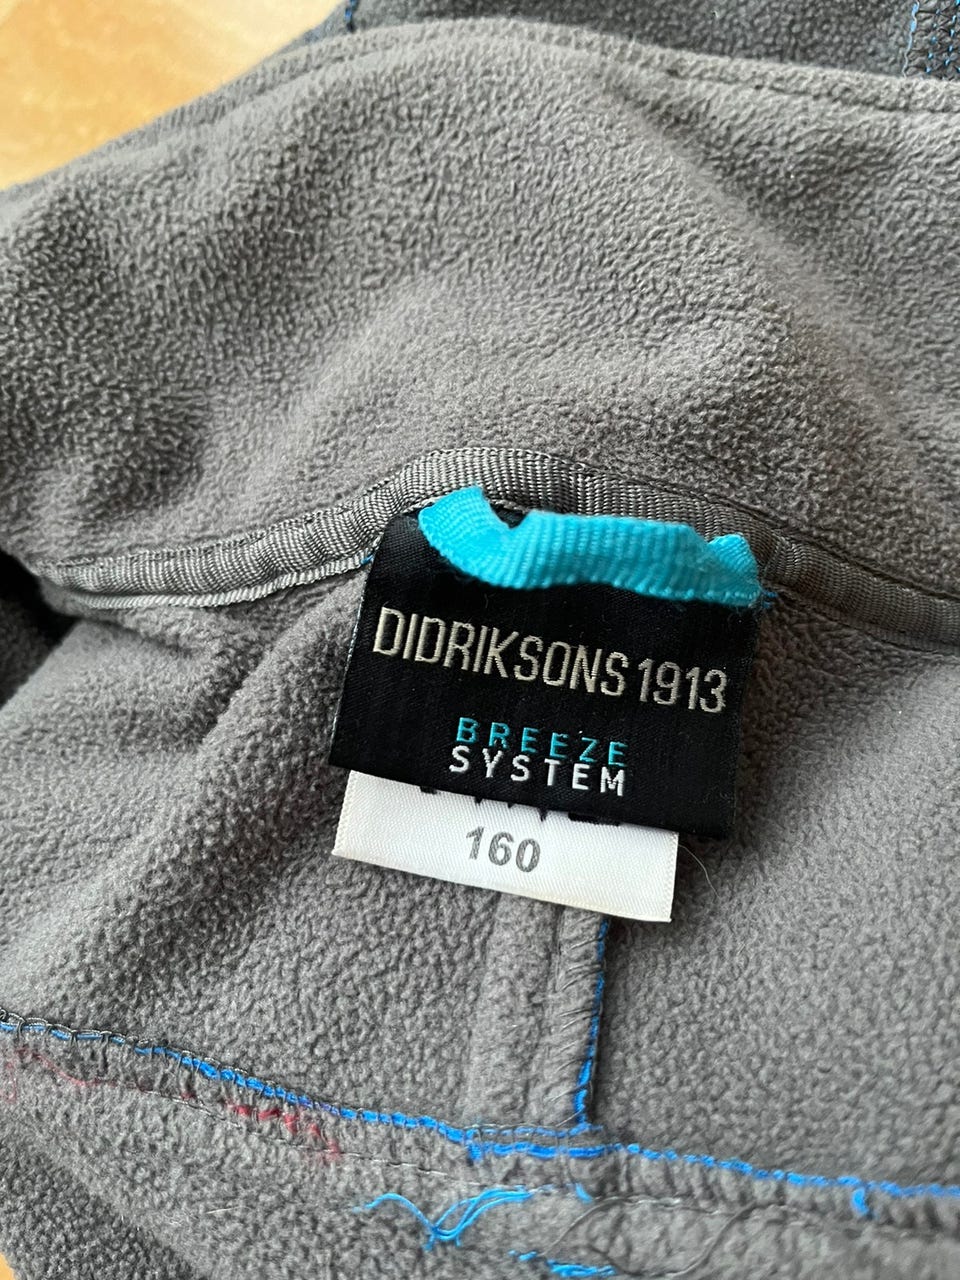 DIDRIKSONS 1913
BREEZE
SYSTEM
160